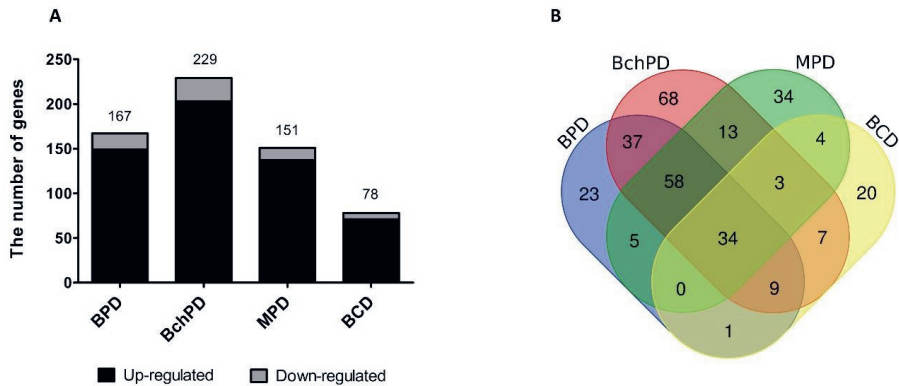 A
The number of genes
250
200
150
100
50
0
167
229
151
78
BPD
BchPD
MPD
BCD
Up-regulated
Down-regulated
B
BchPD
MPD
BPD
BCD
68
34
37
13
4
23
58
3
20
5
34
7
0
9
1